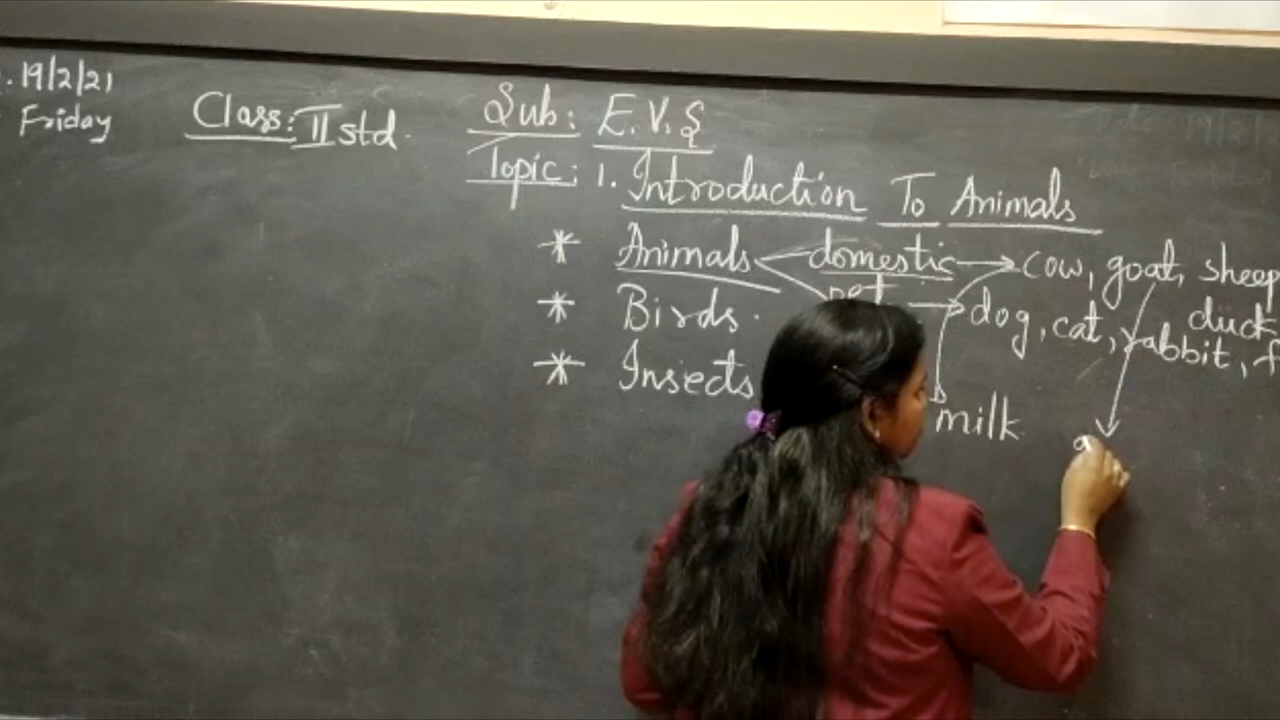 19/2/21
Friday
Class: II std.
Sub: E.V.S
Topic: 1. Introduction To Animals
* Animals domestic cow, goat, sheep
pet dog, cat, rabbit,
duck
* Birds.
* Insects
milk